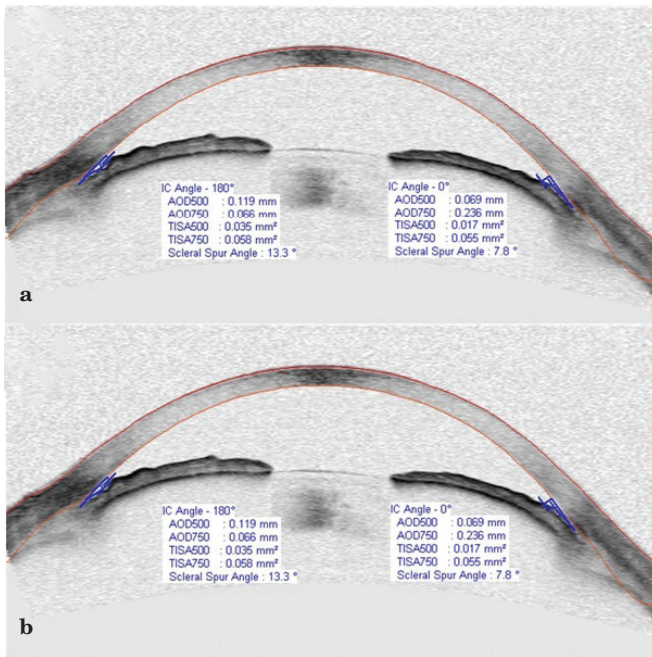 IC Angle - 180°
AOD500 : 0.119 mm
AOD750 : 0.066 mm
TISA500 : 0.035 mm²
TISA750 : 0.058 mm²
Scleral Spur Angle : 13.3 °
IC Angle - 0°
AOD500 : 0.069 mm
AOD750 : 0.236 mm
TISA500 : 0.017 mm²
TISA750 : 0.055 mm²
Scleral Spur Angle : 7.8 °
a
IC Angle - 180°
AOD500 : 0.119 mm
AOD750 : 0.066 mm
TISA500 : 0.035 mm²
TISA750 : 0.058 mm²
Scleral Spur Angle : 13.3 °
IC Angle - 0°
AOD500 : 0.069 mm
AOD750 : 0.236 mm
TISA500 : 0.017 mm²
TISA750 : 0.055 mm²
Scleral Spur Angle : 7.8 °
b